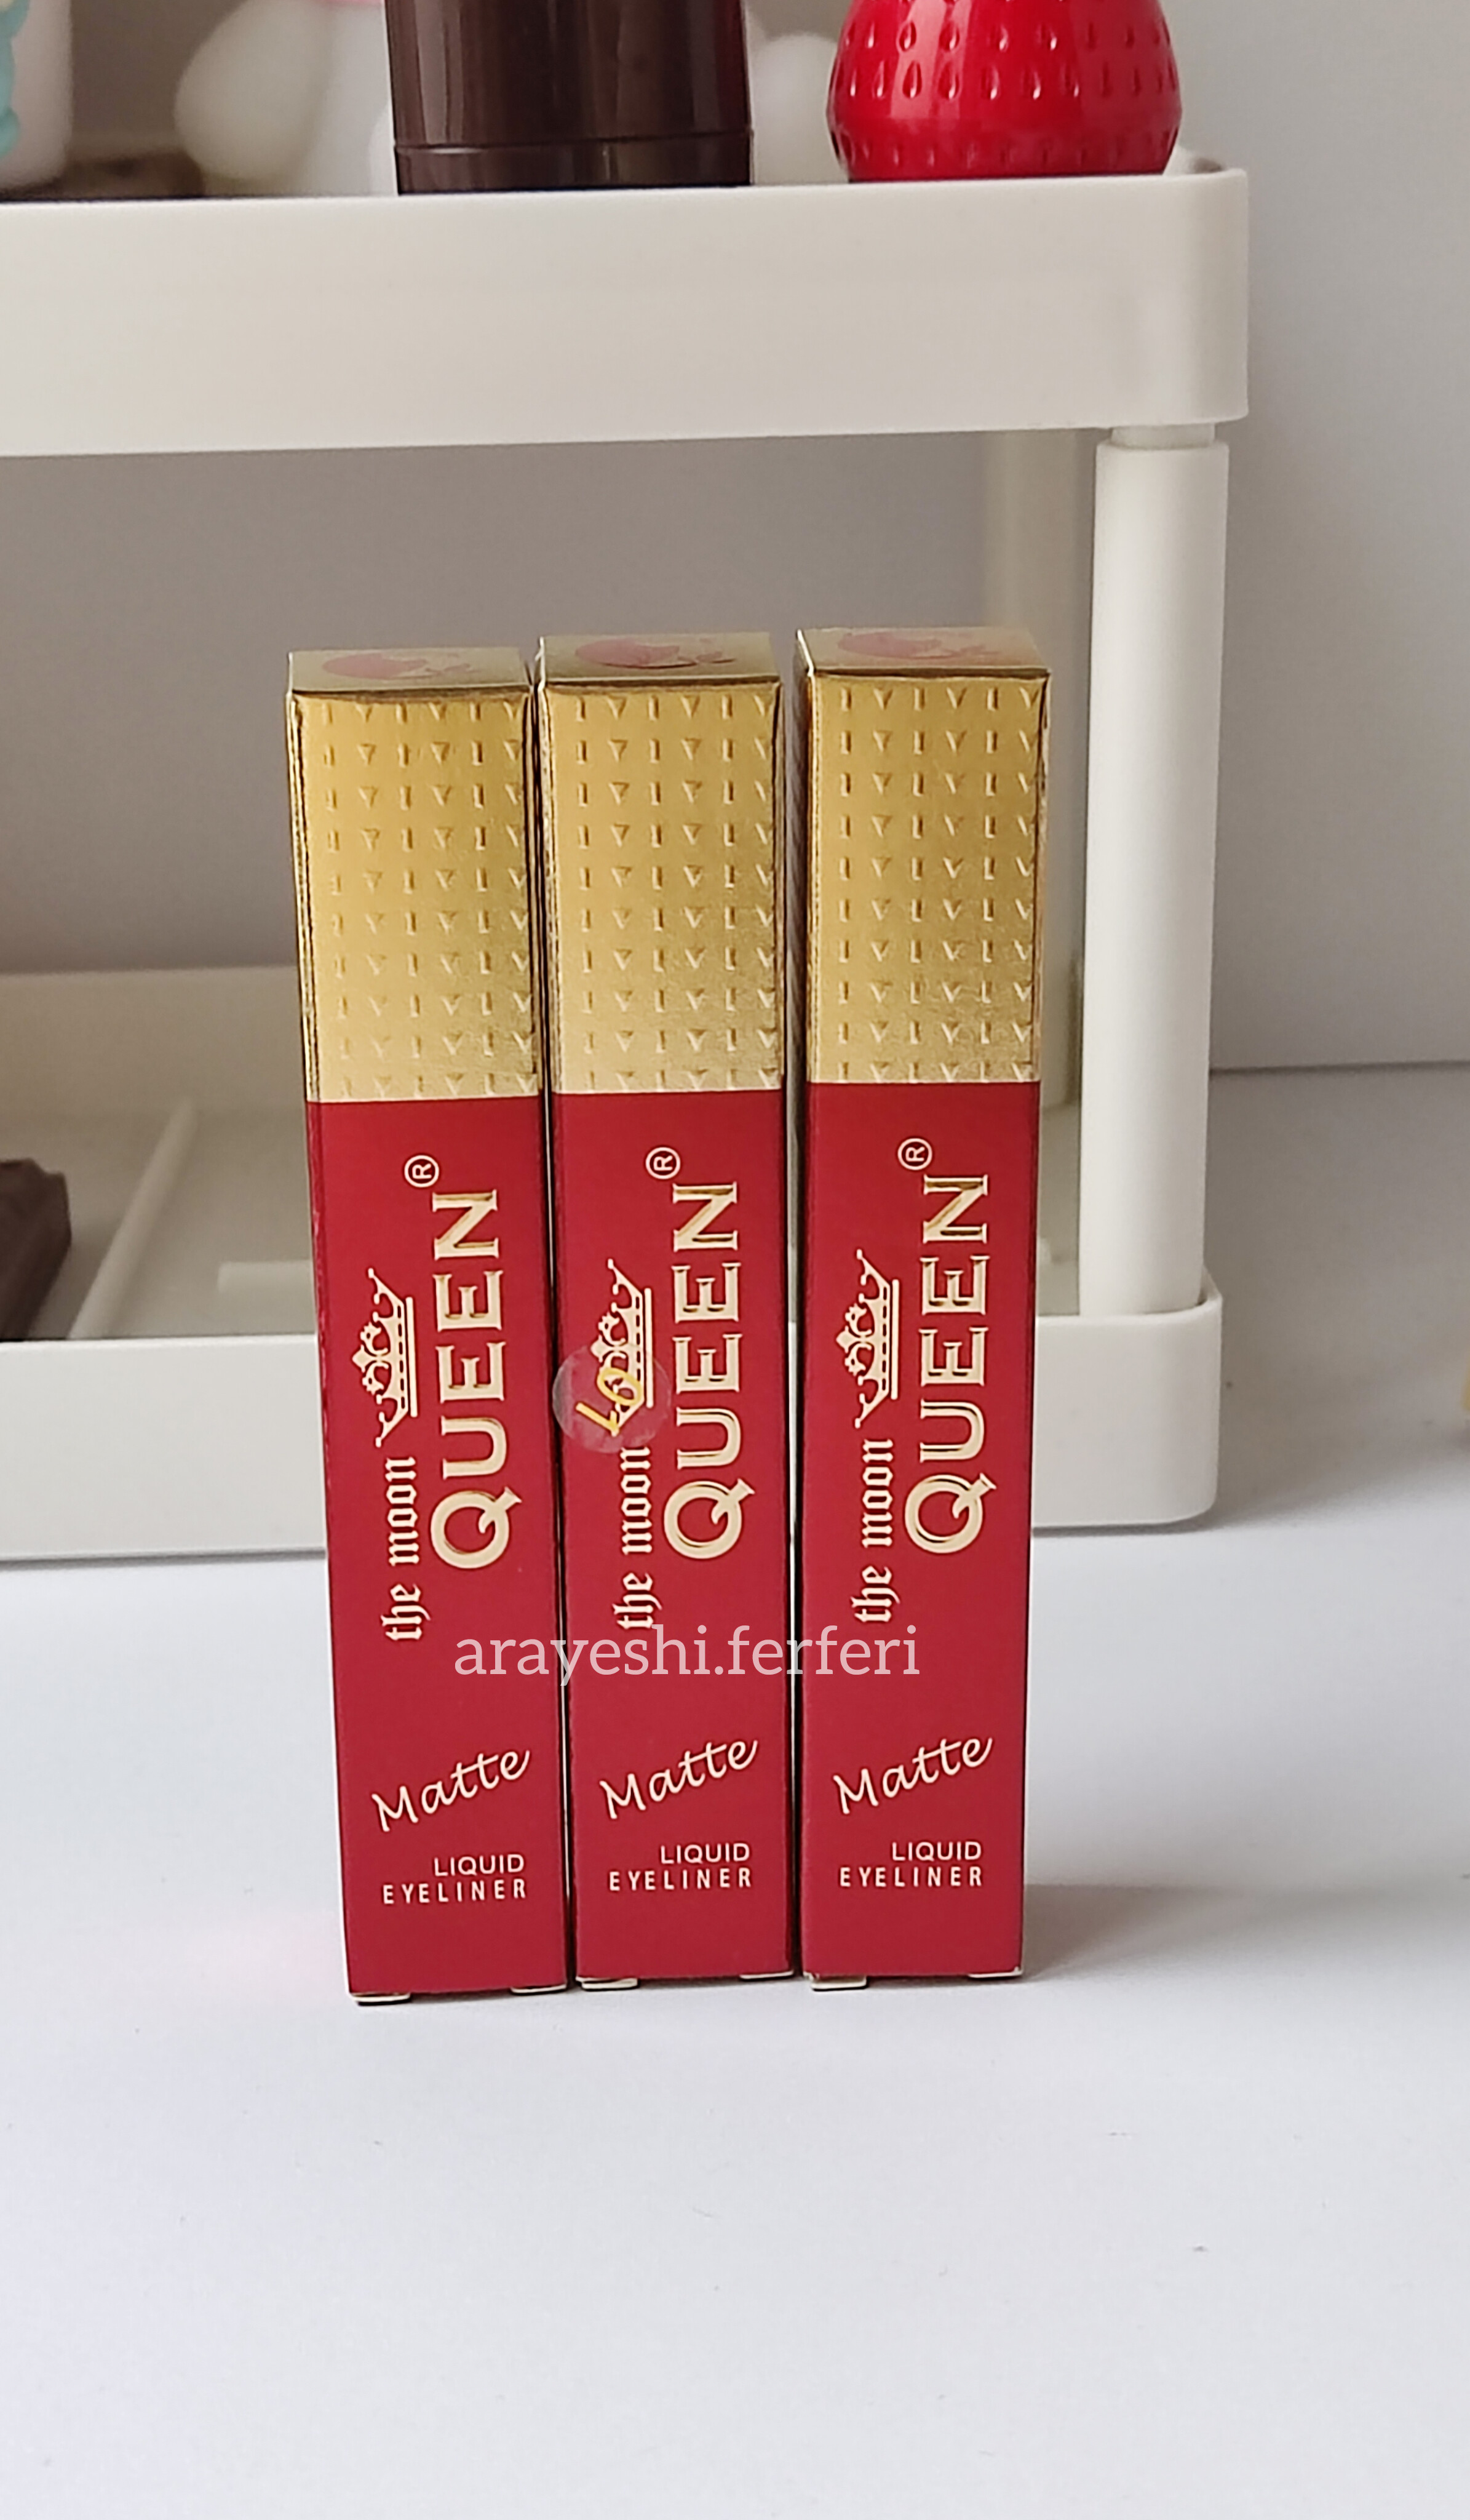 the moon
QUEEN®
Matte
LIQUID
EYELINER
the moon
QUEEN®
Matte
LIQUID
EYELINER
the moon
QUEEN®
Matte
LIQUID
EYELINER
arayeshi.ferferi